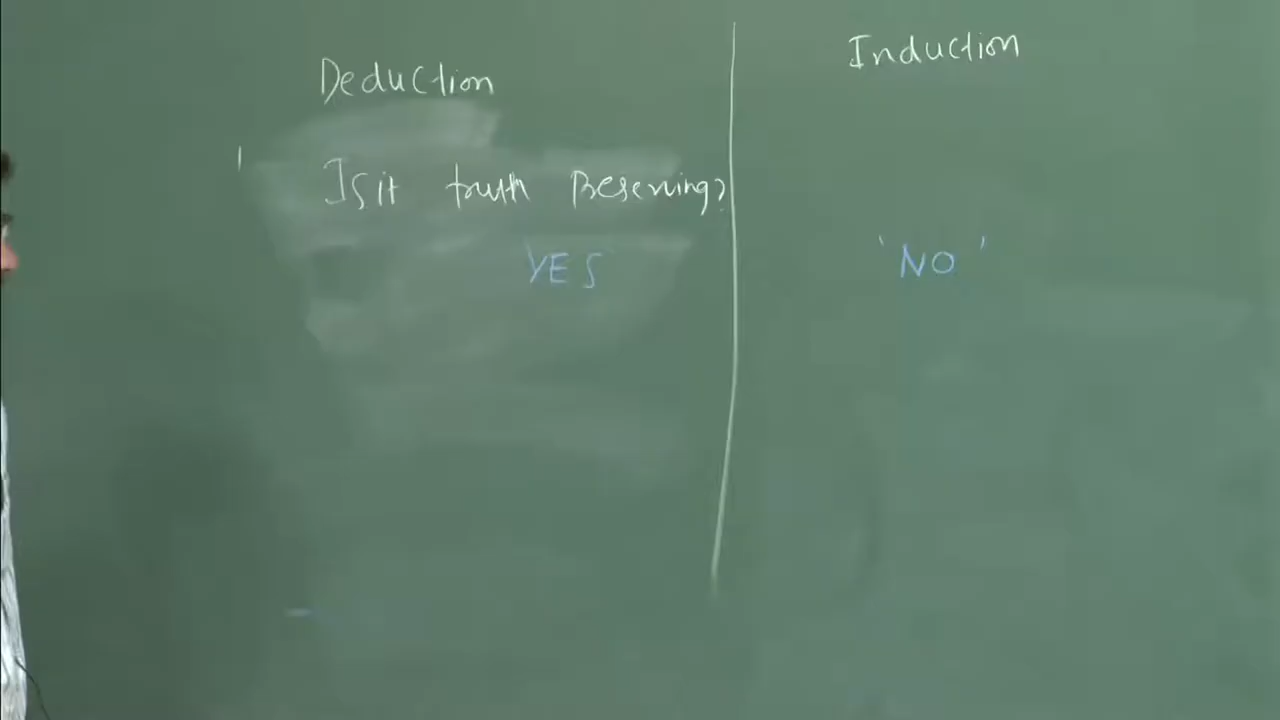 Deduction
Induction
Is it truth Preserving?
YES
'NO'